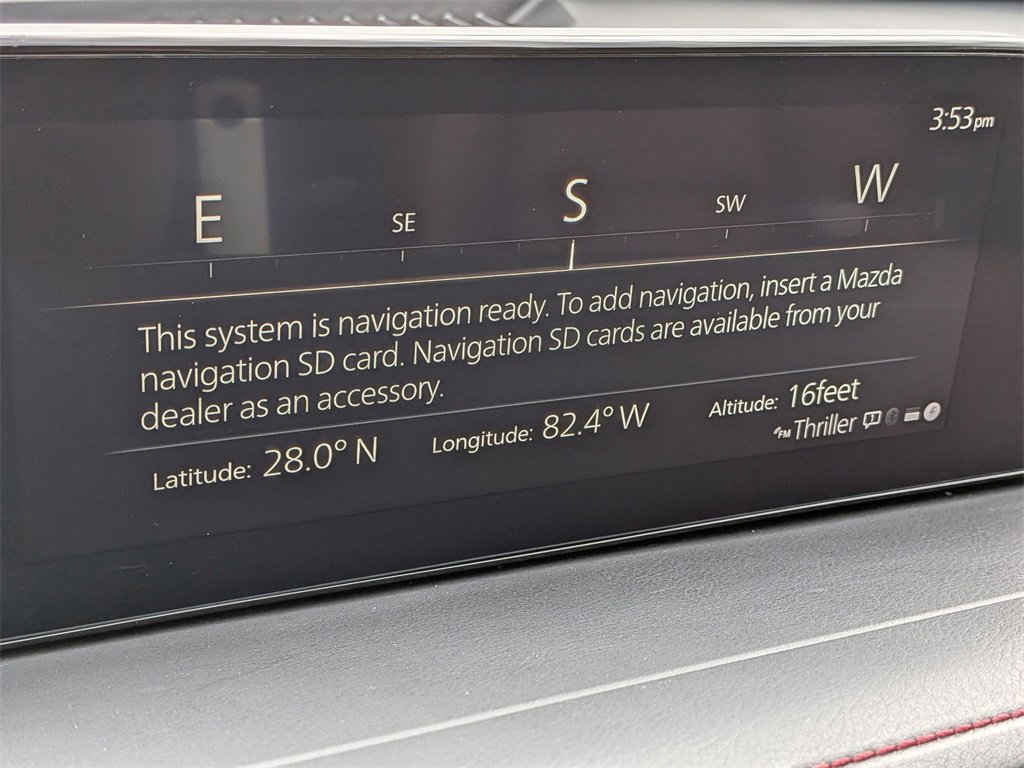 3:53pm
E SE S SW W
This system is navigation ready. To add navigation, insert a Mazda
navigation SD card. Navigation SD cards are available from your
dealer as an accessory.
Latitude: 28.0° N Longitude: 82.4° W Altitude: 16feet
FM Thriller